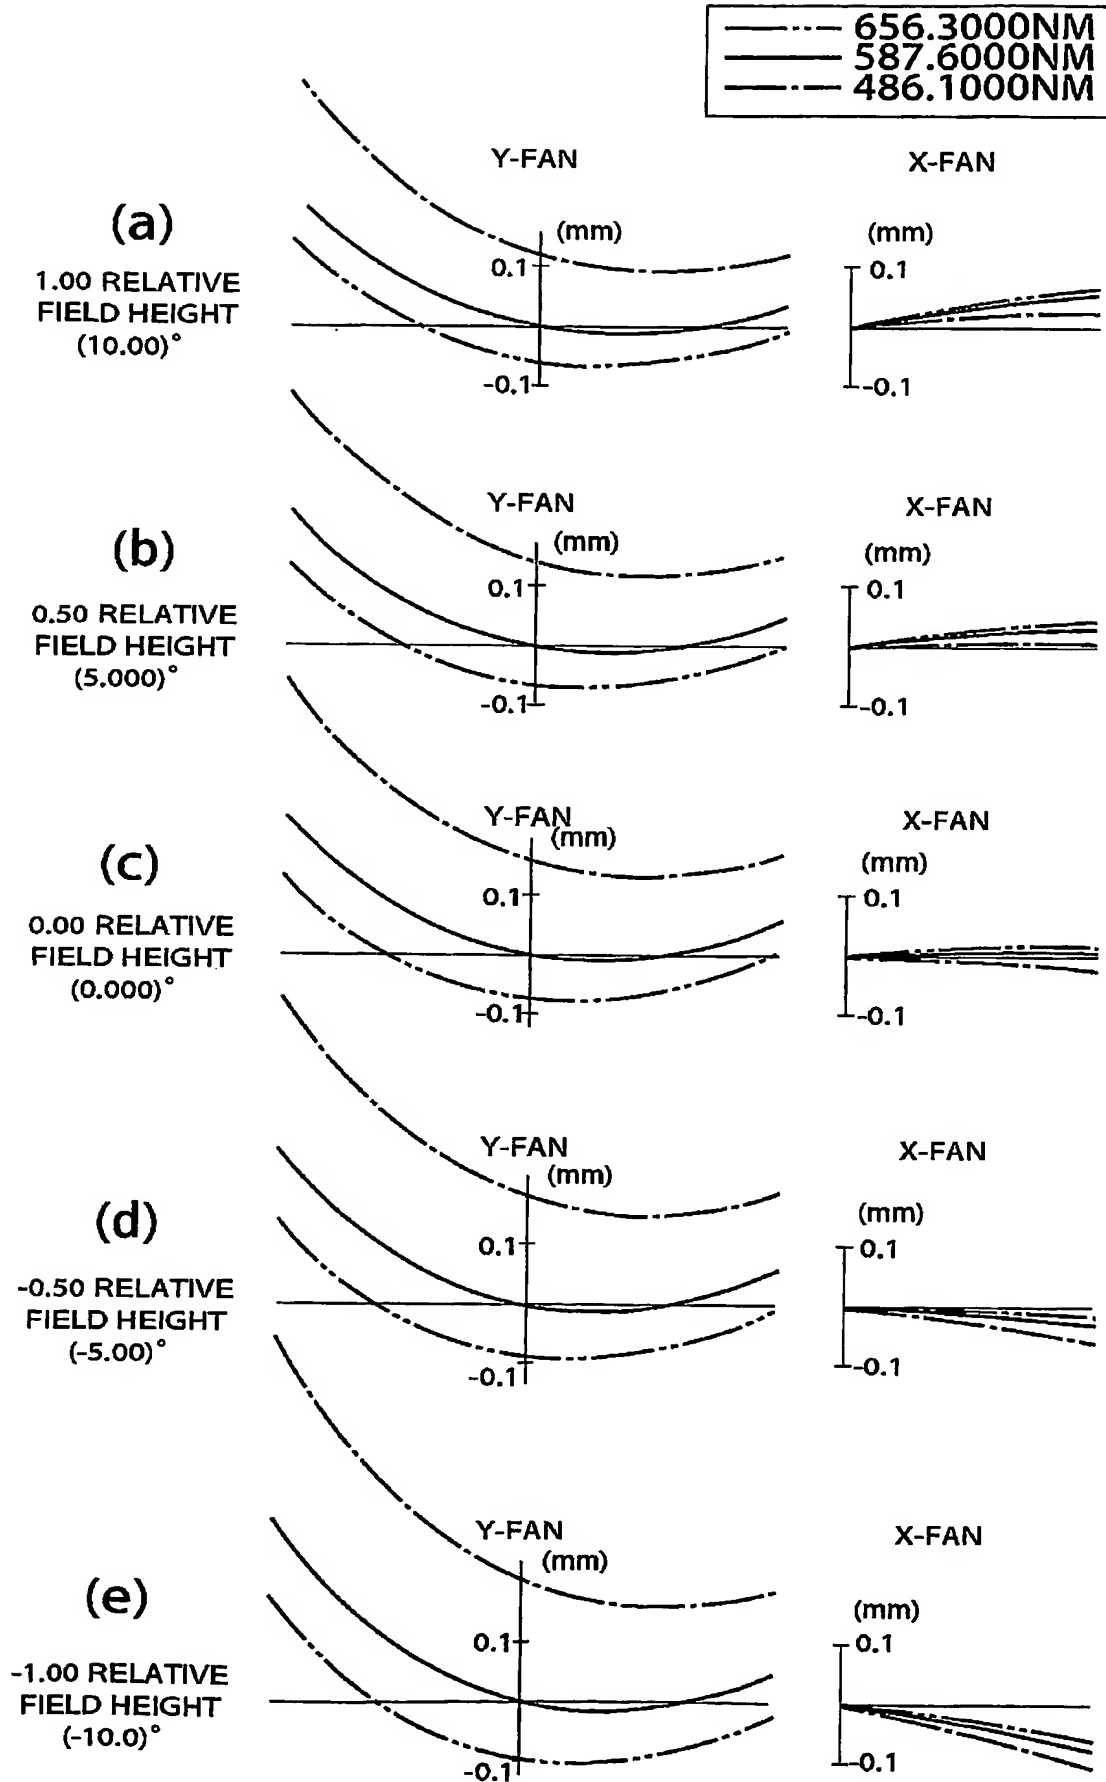 656.3000NM
587.6000NM
486.1000NM
Y-FAN
X-FAN
(a)
1.00 RELATIVE
FIELD HEIGHT
(10.00)°
(mm)
0.1
-0.1
(mm)
0.1
-0.1
Y-FAN
X-FAN
(b)
0.50 RELATIVE
FIELD HEIGHT
(5.000)°
(mm)
0.1
-0.1
(mm)
0.1
-0.1
Y-FAN
X-FAN
(c)
0.00 RELATIVE
FIELD HEIGHT
(0.000)°
(mm)
0.1
-0.1
(mm)
0.1
-0.1
Y-FAN
X-FAN
(d)
-0.50 RELATIVE
FIELD HEIGHT
(-5.00)°
(mm)
0.1
-0.1
(mm)
0.1
-0.1
Y-FAN
X-FAN
(e)
-1.00 RELATIVE
FIELD HEIGHT
(-10.0)°
(mm)
0.1
-0.1
(mm)
0.1
-0.1